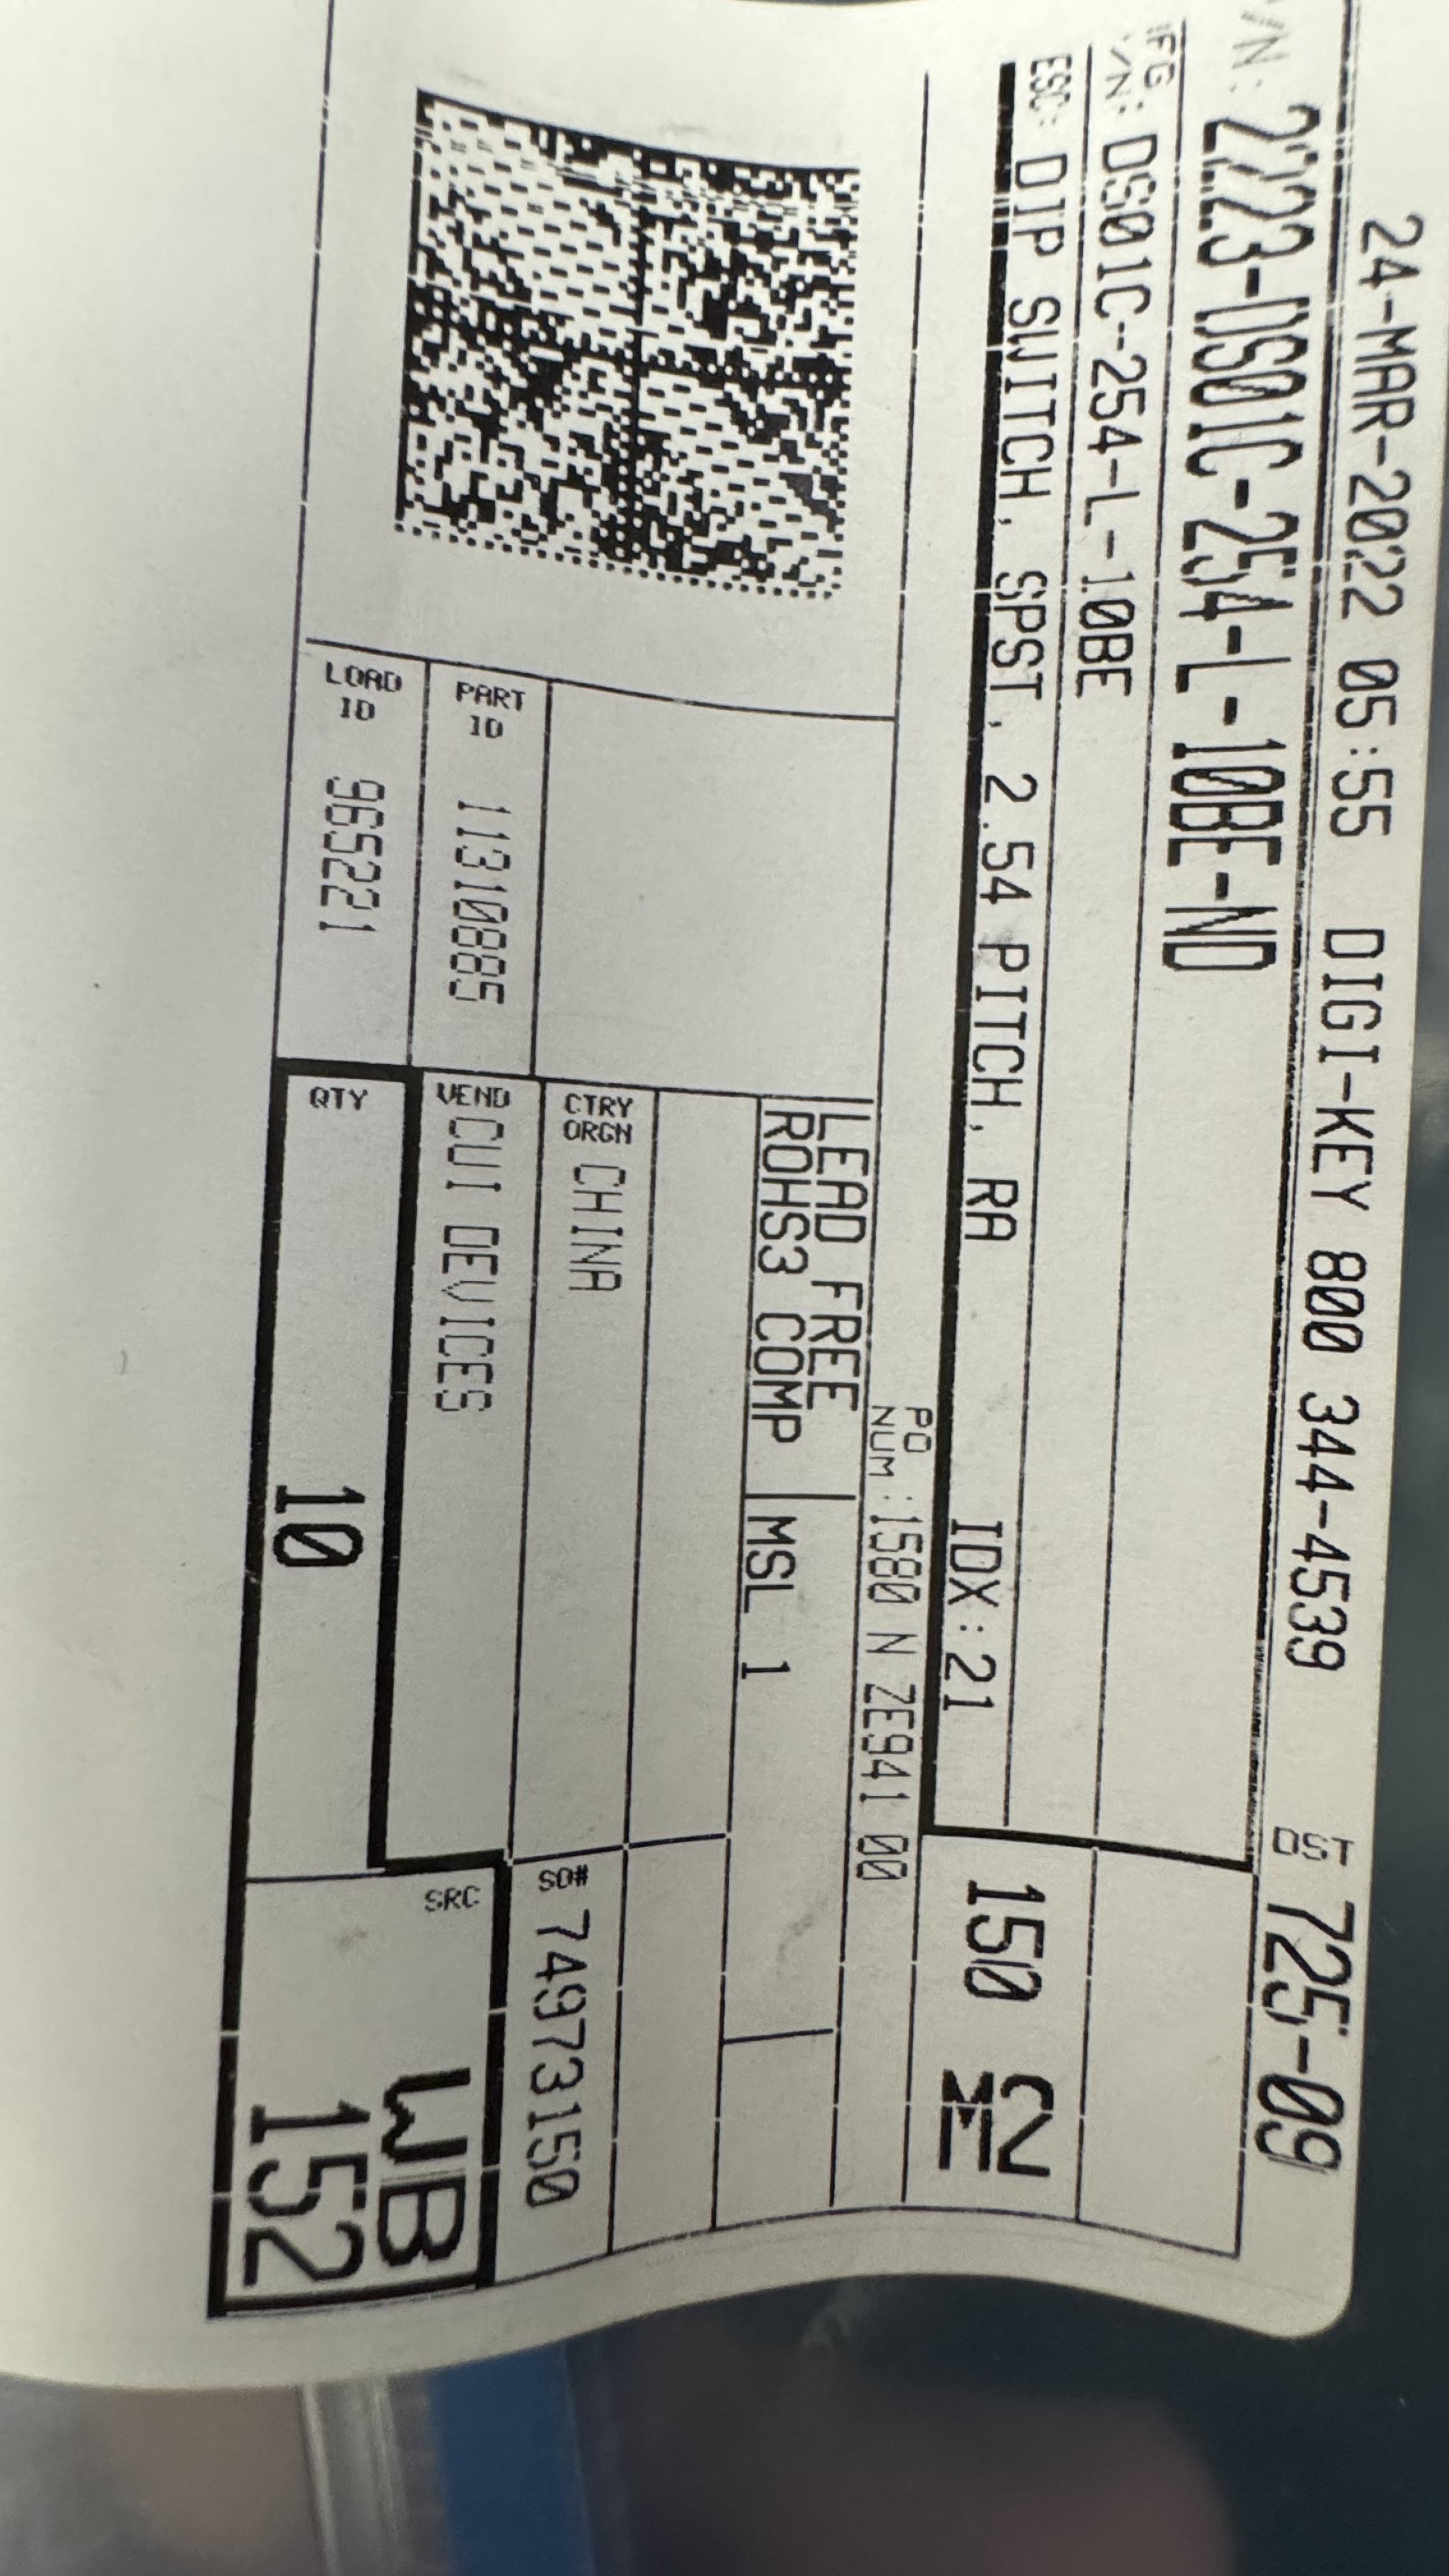 24-MAR-2022 05:55 DIGI-KEY 800 344-4539 DST 725-09
/N: 2223-DS01C-254-L-10BE-ND
MFG
/N: DS01C-254-L-10BE
ESC: DIP SWITCH, SPST, 2.54 PITCH, RA IDX:21
150 2
M
PO
NUM:1580 N ZE941 00
LEAD FREE
ROHS3 COMP MSL 1
CTRY
ORGN CHINA
SO# 74973150
PART
ID 11310885
VEND CUI DEVICES
LOAD
ID 965221
QTY 10
SRC WB
152